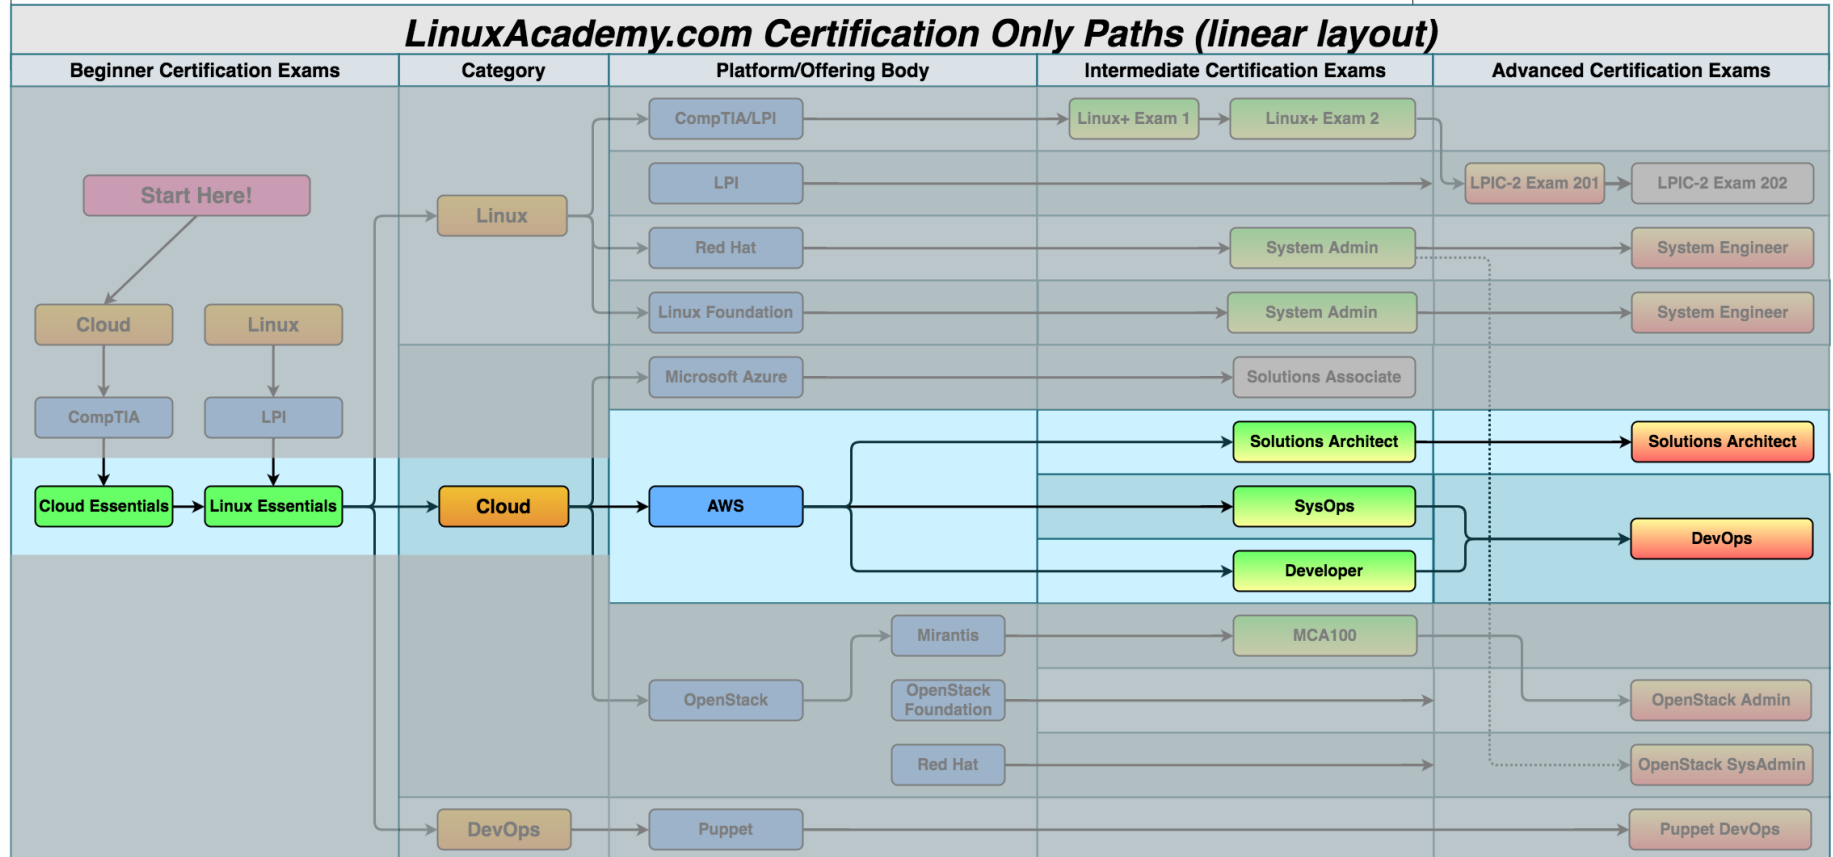 LinuxAcademy.com Certification Only Paths (linear layout)
Beginner Certification Exams
Category
Platform/Offering Body
Intermediate Certification Exams
Advanced Certification Exams
CompTIA/LPI
Linux+ Exam 1
Linux+ Exam 2
LPI
LPIC-2 Exam 201
LPIC-2 Exam 202
Start Here!
Linux
Red Hat
System Admin
System Engineer
Cloud
Linux
Linux Foundation
System Admin
System Engineer
Microsoft Azure
Solutions Associate
CompTIA
LPI
Solutions Architect
Solutions Architect
Cloud Essentials
Linux Essentials
Cloud
AWS
SysOps
DevOps
Developer
Mirantis
MCA100
OpenStack
OpenStack
Foundation
OpenStack Admin
Red Hat
OpenStack SysAdmin
DevOps
Puppet
Puppet DevOps